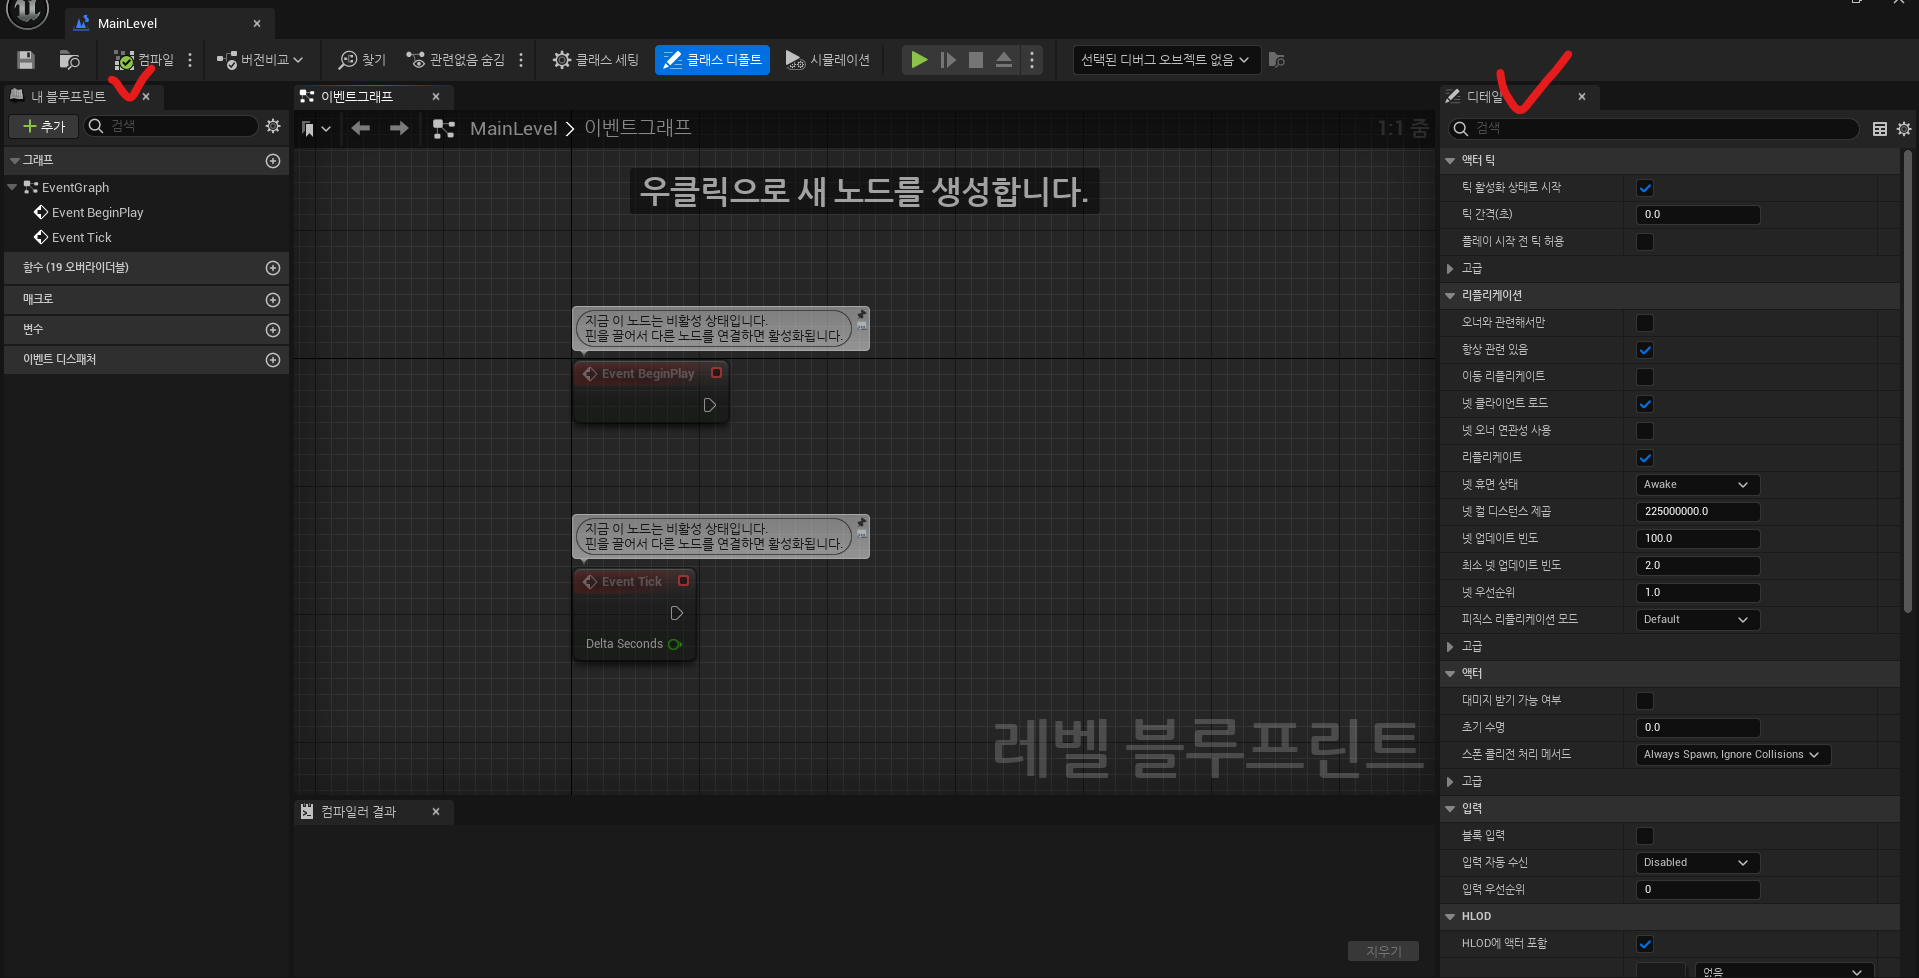 MainLevel
컴파일
버전비교
찾기
관련없음 숨김
클래스 세팅
클래스 디폴트
시뮬레이션
선택된 디버그 오브젝트 없음
내 블루프린트
추가
검색
그래프
EventGraph
Event BeginPlay
Event Tick
함수 (19 오버라이더블)
매크로
변수
이벤트 디스패처
이벤트그래프
MainLevel 이벤트그래프
1:1 줌
우클릭으로 새 노드를 생성합니다.
지금 이 노드는 비활성 상태입니다.
핀을 끌어서 다른 노드를 연결하면 활성화됩니다.
Event BeginPlay
지금 이 노드는 비활성 상태입니다.
핀을 끌어서 다른 노드를 연결하면 활성화됩니다.
Event Tick
Delta Seconds
레벨 블루프린트
컴파일러 결과
지우기
디테일
검색
액터 틱
틱 활성화 상태로 시작
틱 간격(초) 0.0
플레이 시작 전 틱 허용
고급
리플리케이션
오너와 관련해서만
항상 관련 있음
이동 리플리케이트
넷 클라이언트 로드
넷 오너 연관성 사용
리플리케이트
넷 휴면 상태 Awake
넷 컬 디스턴스 제곱 225000000.0
넷 업데이트 빈도 100.0
최소 넷 업데이트 빈도 2.0
넷 우선순위 1.0
피직스 리플리케이션 모드 Default
고급
액터
대미지 받기 가능 여부
초기 수명 0.0
스폰 콜리전 처리 메서드 Always Spawn, Ignore Collisions
고급
입력
블록 입력
입력 자동 수신 Disabled
입력 우선순위 0
HLOD
HLOD에 액터 포함
없음